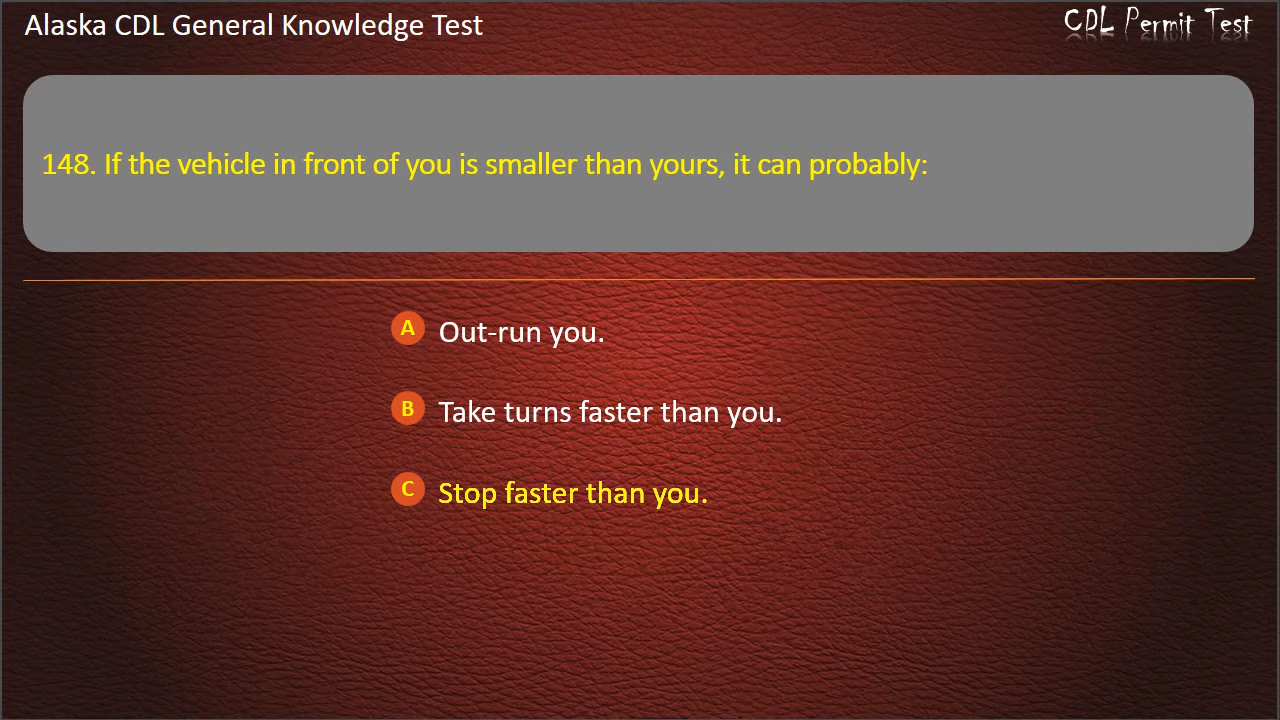 Alaska CDL General Knowledge Test
CDL Permit Test
148. If the vehicle in front of you is smaller than yours, it can probably:
A Out-run you.
B Take turns faster than you.
C Stop faster than you.